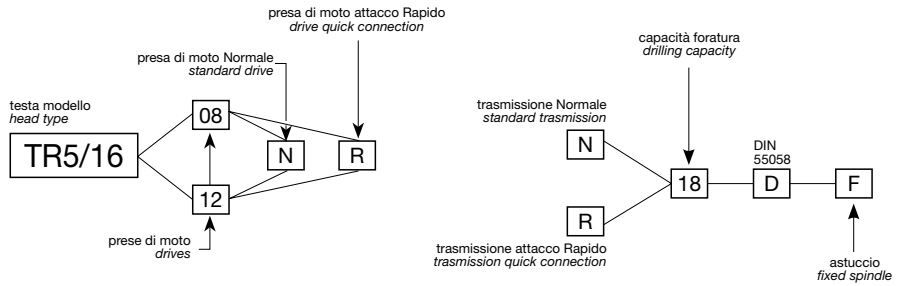 presa di moto attacco Rapido
drive quick connection
presa di moto Normale
standard drive
testa modello
head type
TR5/16
08
N
R
12
prese di moto
drives
capacità foratura
drilling capacity
trasmissione Normale
standard trasmission
N
DIN
55058
18
D
F
R
trasmissione attacco Rapido
trasmission quick connection
astuccio
fixed spindle